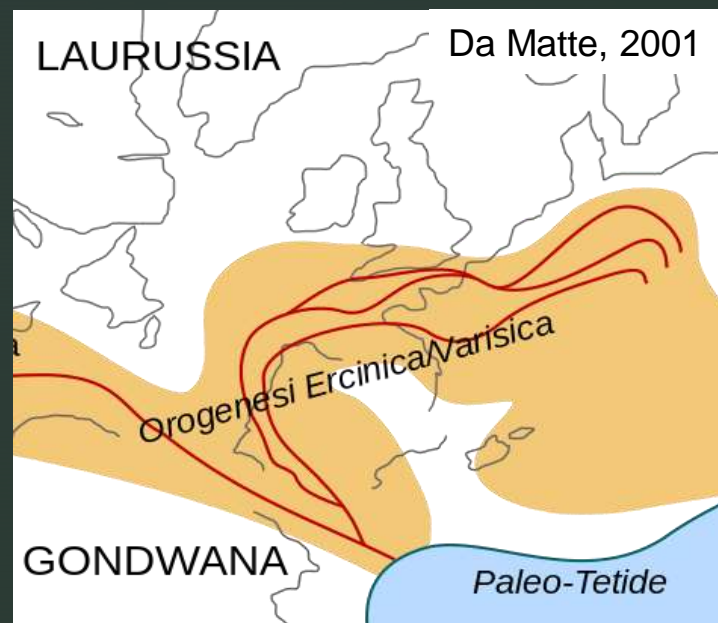 LAURUSSIA
Da Matte, 2001
a
Orogenesi Ercinica/Varisica
GONDWANA
Paleo-Tetide